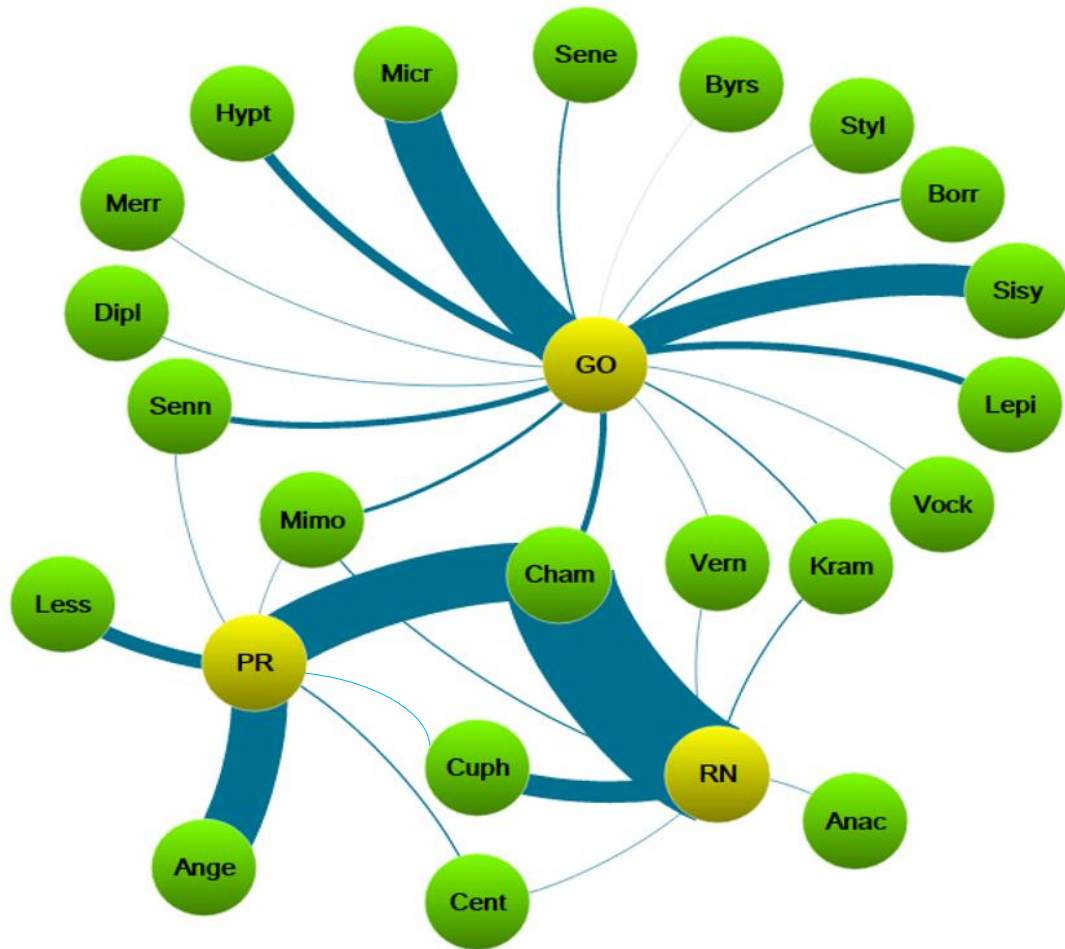 Sene
Micr
Byrs
Hypt
Styl
Borr
Merr
Sisy
Dipl
GO
Senn
Lepi
Vock
Mimo
Vern
Kram
Cham
Less
PR
Cuph
RN
Anac
Ange
Cent